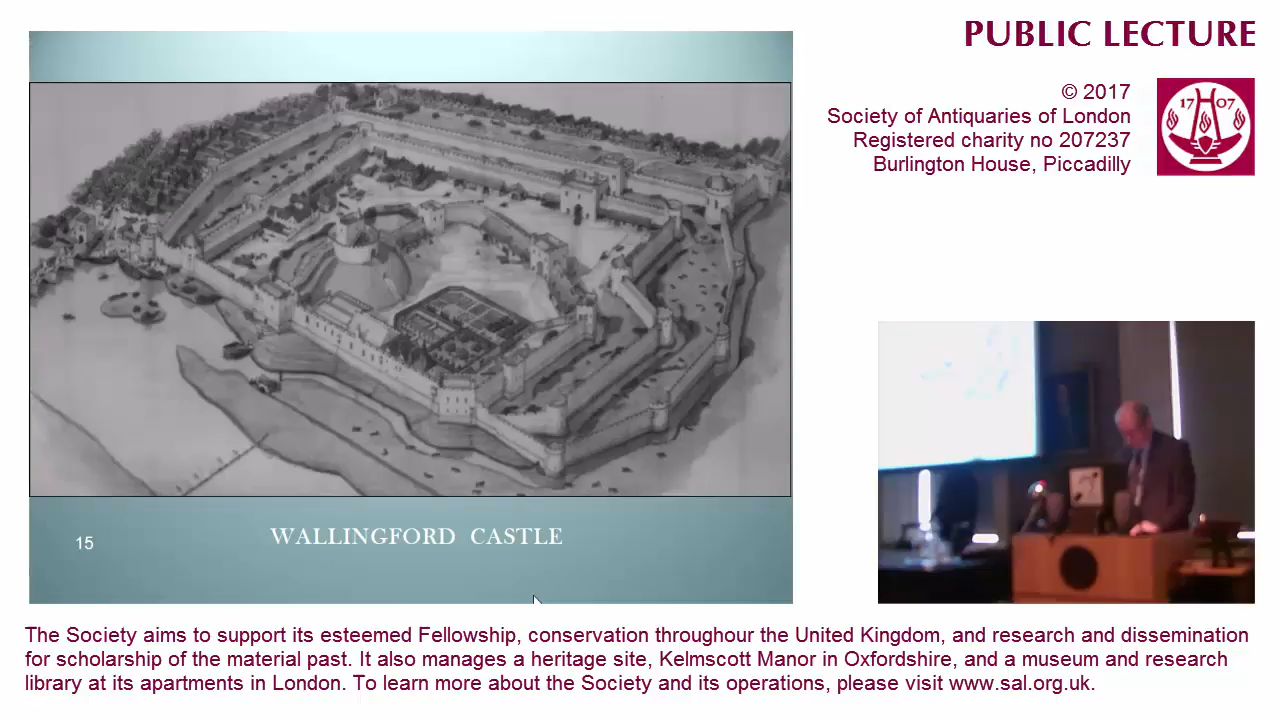 PUBLIC LECTURE
© 2017
Society of Antiquaries of London
Registered charity no 207237
Burlington House, Piccadilly
17 07
15
WALLINGFORD CASTLE
The Society aims to support its esteemed Fellowship, conservation throughour the United Kingdom, and research and dissemination
for scholarship of the material past. It also manages a heritage site, Kelmscott Manor in Oxfordshire, and a museum and research
library at its apartments in London. To learn more about the Society and its operations, please visit www.sal.org.uk.